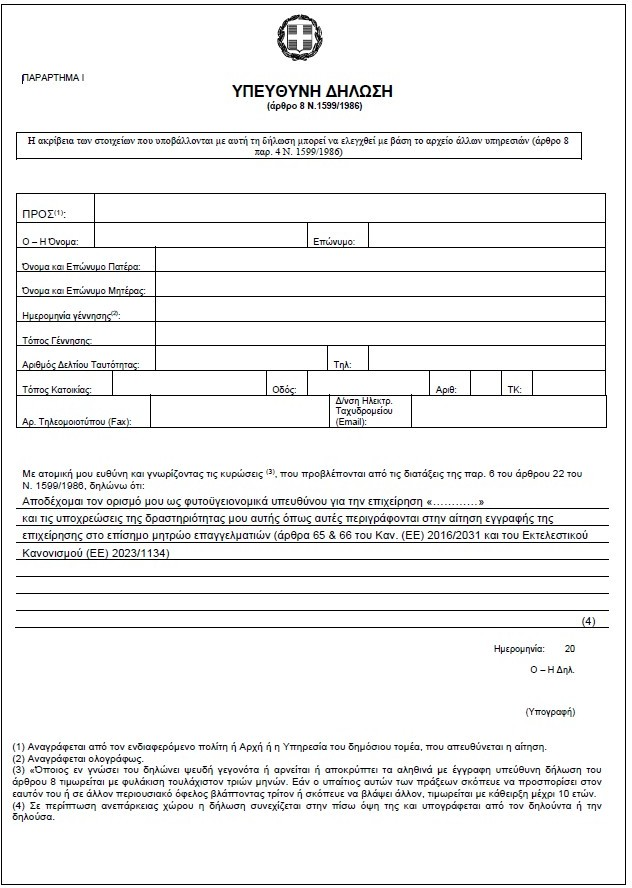 ΠΑΡΑΡΤΗΜΑ Ι
ΥΠΕΥΘΥΝΗ ΔΗΛΩΣΗ
(άρθρο 8 Ν.1599/1986)
Η ακρίβεια των στοιχείων που υποβάλλονται με αυτή τη δήλωση μπορεί να ελεγχθεί με βάση το αρχείο άλλων υπηρεσιών (άρθρο 8
παρ. 4 Ν. 1599/1986)
ΠΡΟΣ(1):
Ο – Η Όνομα: Επώνυμο:
Όνομα και Επώνυμο Πατέρα:
Όνομα και Επώνυμο Μητέρας:
Ημερομηνία γέννησης(2):
Τόπος Γέννησης:
Αριθμός Δελτίου Ταυτότητας: Τηλ:
Τόπος Κατοικίας: Οδός: Αριθ: ΤΚ:
Αρ. Τηλεομοιοτύπου (Fax):
Δ/νση Ηλεκτρ.
Ταχυδρομείου
(Εmail):
Με ατομική μου ευθύνη και γνωρίζοντας τις κυρώσεις (3), που προβλέπονται από τις διατάξεις της παρ. 6 του άρθρου 22 του
Ν. 1599/1986, δηλώνω ότι:
Αποδέχομαι τον ορισμό μου ως φυτοϋγειονομικά υπευθύνου για την επιχείρηση «…………»
και τις υποχρεώσεις της δραστηριότητας μου αυτής όπως αυτές περιγράφονται στην αίτηση εγγραφής της
επιχείρησης στο επίσημο μητρώο επαγγελματιών (άρθρα 65 & 66 του Καν. (ΕΕ) 2016/2031 και του Εκτελεστικού
Κανονισμού (ΕΕ) 2023/1134)
(4)
Ημερομηνία: 20
Ο – Η Δηλ.
(Υπογραφή)
(1) Αναγράφεται από τον ενδιαφερόμενο πολίτη ή Αρχή ή η Υπηρεσία του δημόσιου τομέα, που απευθύνεται η αίτηση.
(2) Αναγράφεται ολογράφως.
(3) «Όποιος εν γνώσει του δηλώνει ψευδή γεγονότα ή αρνείται ή αποκρύπτει τα αληθινά με έγγραφη υπεύθυνη δήλωση του
άρθρου 8 τιμωρείται με φυλάκιση τουλάχιστον τριών μηνών. Εάν ο υπαίτιος αυτών των πράξεων σκόπευε να προσπορίσει στον
εαυτόν του ή σε άλλον περιουσιακό όφελος βλάπτοντας τρίτον ή σκόπευε να βλάψει άλλον, τιμωρείται με κάθειρξη μέχρι 10 ετών.
(4) Σε περίπτωση ανεπάρκειας χώρου η δήλωση συνεχίζεται στην πίσω όψη της και υπογράφεται από τον δηλούντα ή την
δηλούσα.